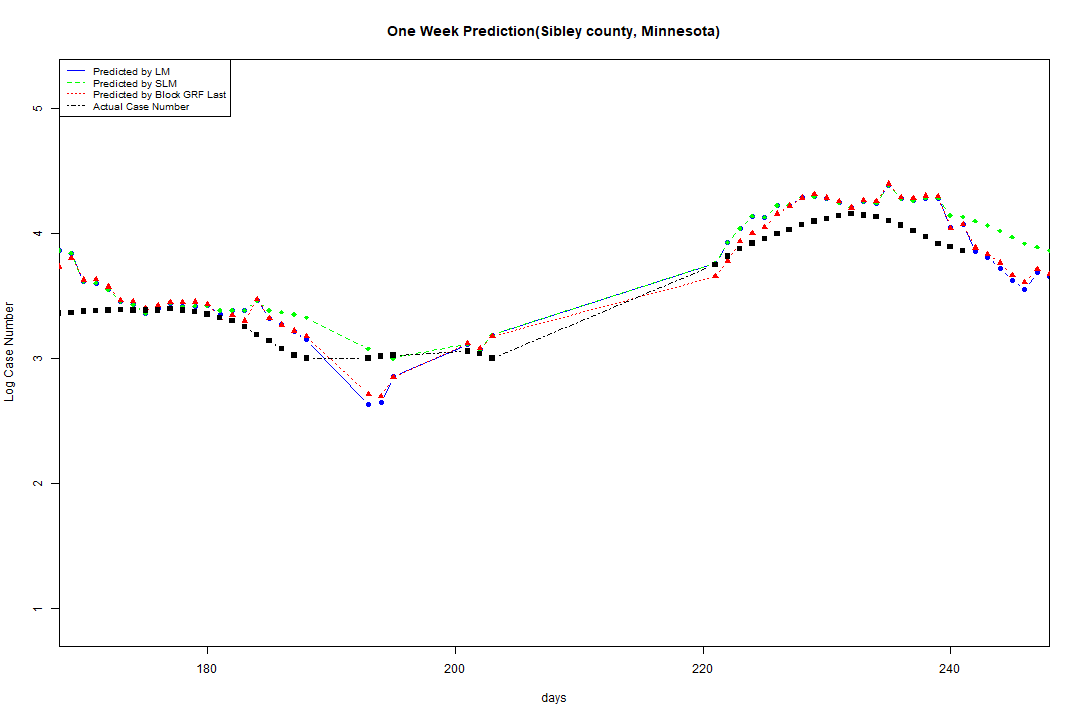 One Week Prediction(Sibley county, Minnesota)
Predicted by LM
Predicted by SLM
Predicted by Block GRF Last
Actual Case Number
5
4
3
2
1
Log Case Number
180 200 220 240
days